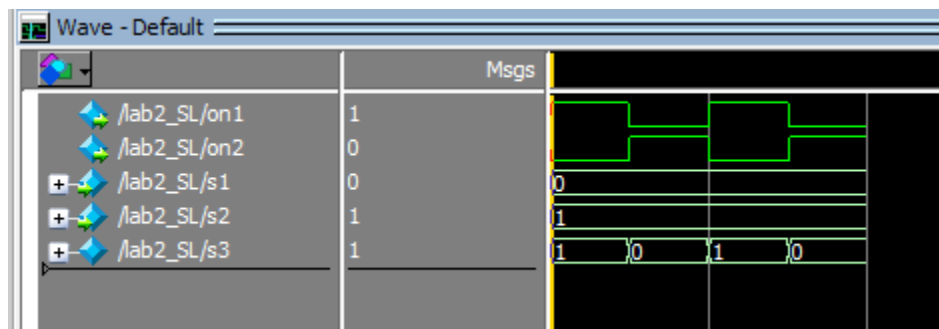 Wave - Default
Msgs
/lab2_SL/on1 1
/lab2_SL/on2 0
/lab2_SL/s1 0 0
/lab2_SL/s2 1 1
/lab2_SL/s3 1 1 0 1 0